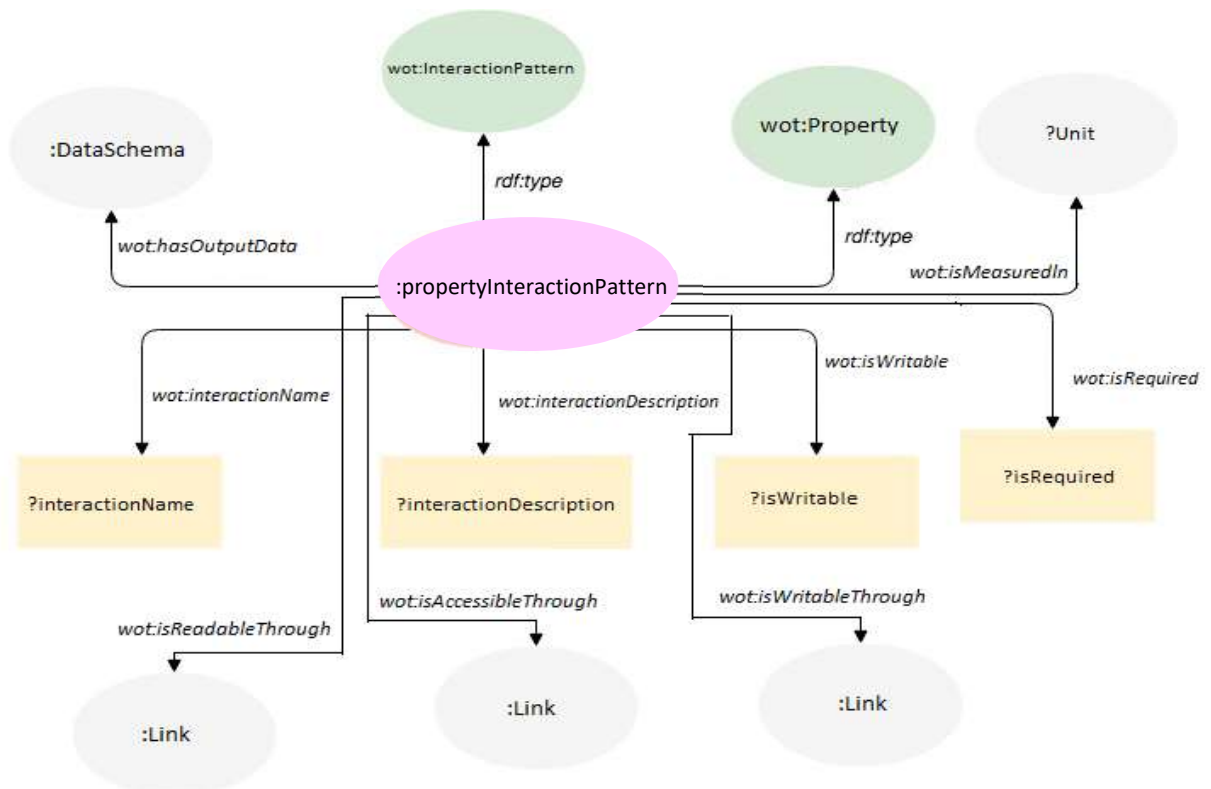 wot:InteractionPattern
wot:Property
?Unit
:DataSchema
rdf:type
rdf:type
wot:hasOutputData
wot:isMeasuredIn
:propertyInteractionPattern
wot:isWritable
wot:isRequired
wot:interactionName
wot:interactionDescription
?interactionName
?interactionDescription
?isWritable
?isRequired
wot:isAccessibleThrough
wot:isWritableThrough
wot:isReadableThrough
:Link
:Link
:Link